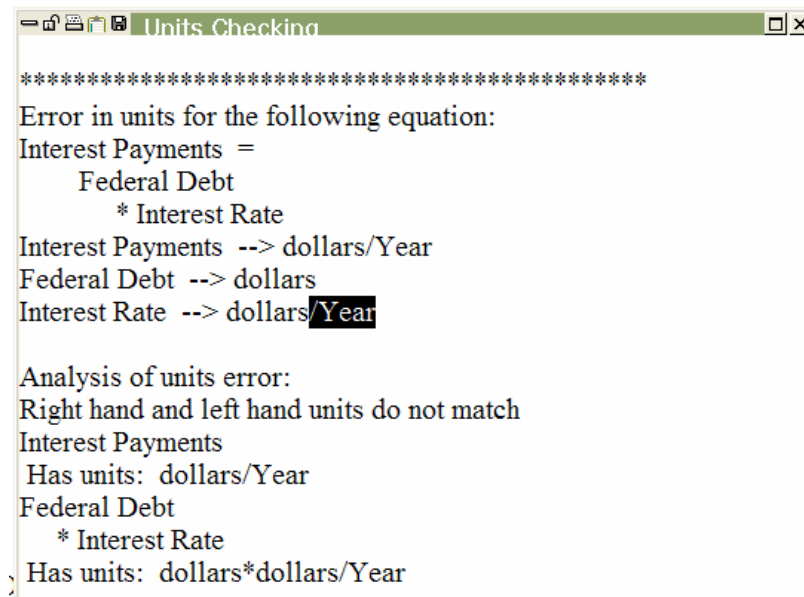 Units Checking
***********************************************
Error in units for the following equation:
Interest Payments =
Federal Debt
* Interest Rate
Interest Payments --> dollars/Year
Federal Debt --> dollars
Interest Rate --> dollars/Year
Analysis of units error:
Right hand and left hand units do not match
Interest Payments
Has units: dollars/Year
Federal Debt
* Interest Rate
Has units: dollars*dollars/Year